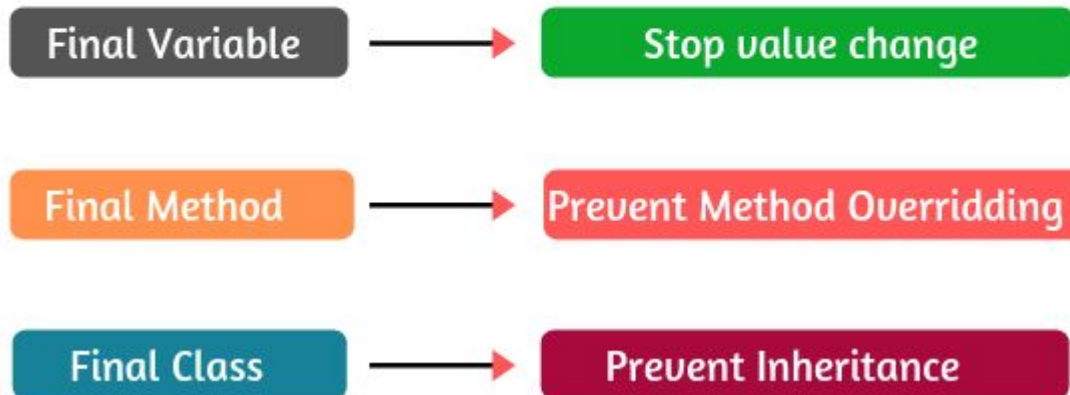 Final Variable
Stop value change
Final Method
Prevent Method Overridding
Final Class
Prevent Inheritance